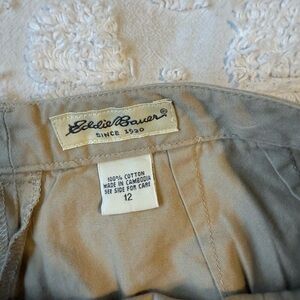 Eddie Bauer®
SINCE 1920
100% COTTON
MADE IN CAMBODIA
SEE SIDE FOR CARE
12